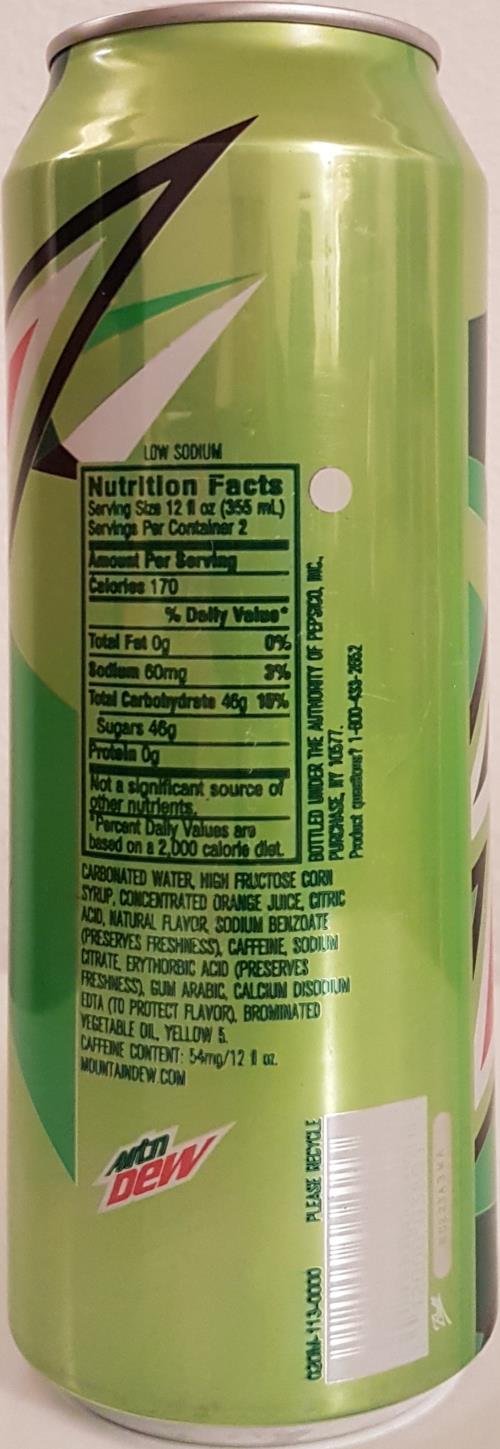 LOW SODIUM
Nutrition Facts
Serving Size 12 fl oz (355 mL)
Servings Per Container 2
Amount Per Serving
Calories 170
% Daily Value*
Total Fat 0g 0%
Sodium 60mg 3%
Total Carbohydrate 46g 15%
Sugars 46g
Protein 0g
Not a significant source of
other nutrients.
*Percent Daily Values are
based on a 2,000 calorie diet.
BOTTLED UNDER THE AUTHORITY OF PEPSICO, INC.,
PURCHASE, NY 10577.
Product questions? 1-800-433-2652
CARBONATED WATER, HIGH FRUCTOSE CORN
SYRUP, CONCENTRATED ORANGE JUICE, CITRIC
ACID, NATURAL FLAVOR, SODIUM BENZOATE
(PRESERVES FRESHNESS), CAFFEINE, SODIUM
CITRATE, ERYTHORBIC ACID (PRESERVES
FRESHNESS), GUM ARABIC, CALCIUM DISODIUM
EDTA (TO PROTECT FLAVOR), BROMINATED
VEGETABLE OIL, YELLOW 5.
CAFFEINE CONTENT: 54mg/12 fl oz.
MOUNTAINDEW.COM
Mtn
Dew
PLEASE RECYCLE
Ball